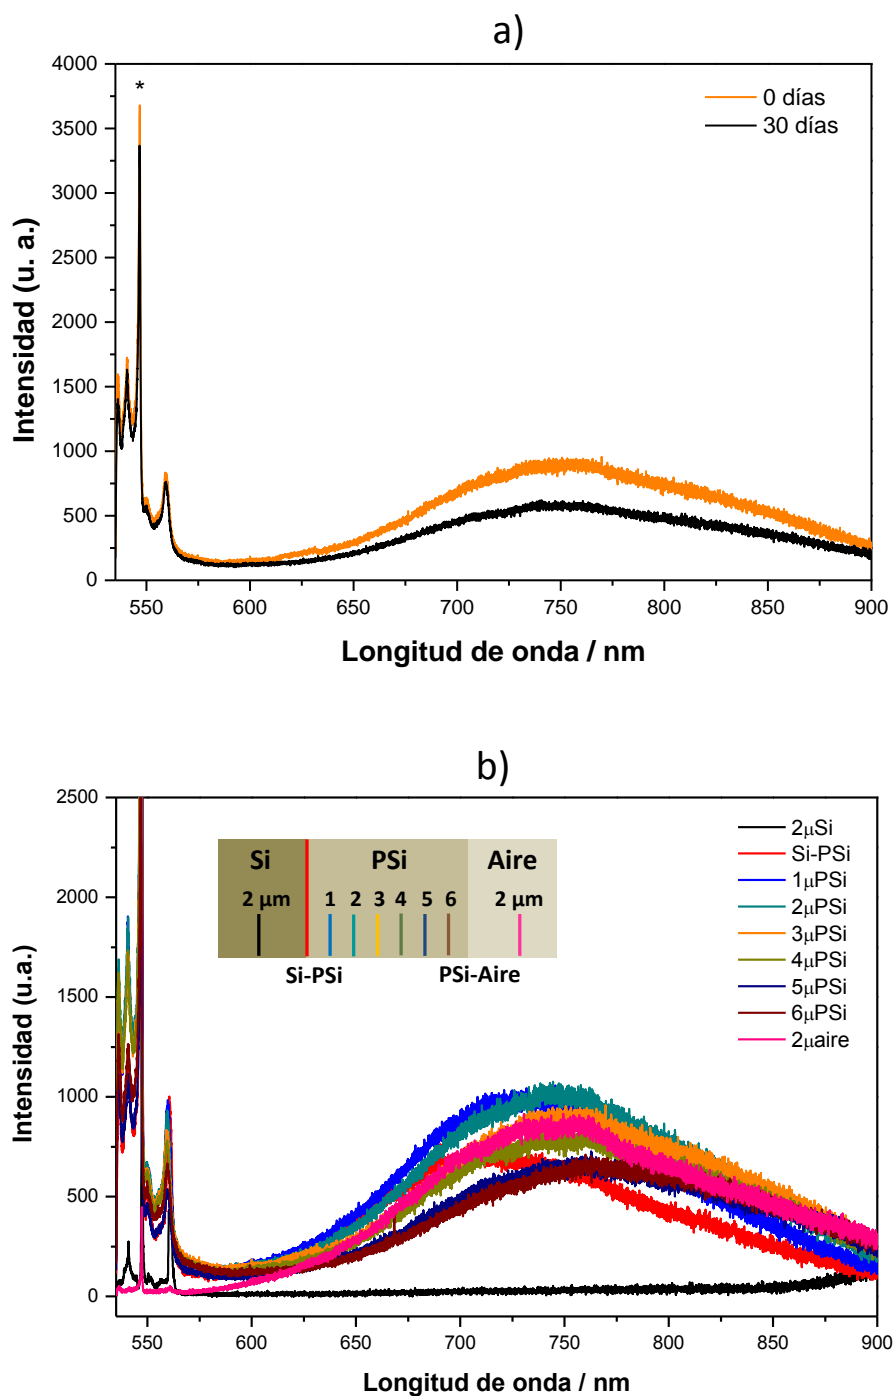 a)
4000
3500
3000
2500
2000
1500
1000
500
0
*
0 días
30 días
Intensidad (u. a.)
550 600 650 700 750 800 850 900
Longitud de onda / nm
b)
2500
2000
1500
1000
500
0
Si PSi Aire
2 μm 1 2 3 4 5 6 2 μm
Si-PSi PSi-Aire
2μSi
Si-PSi
1μPSi
2μPSi
3μPSi
4μPSi
5μPSi
6μPSi
2μaire
Intensidad (u.a.)
550 600 650 700 750 800 850 900
Longitud de onda / nm